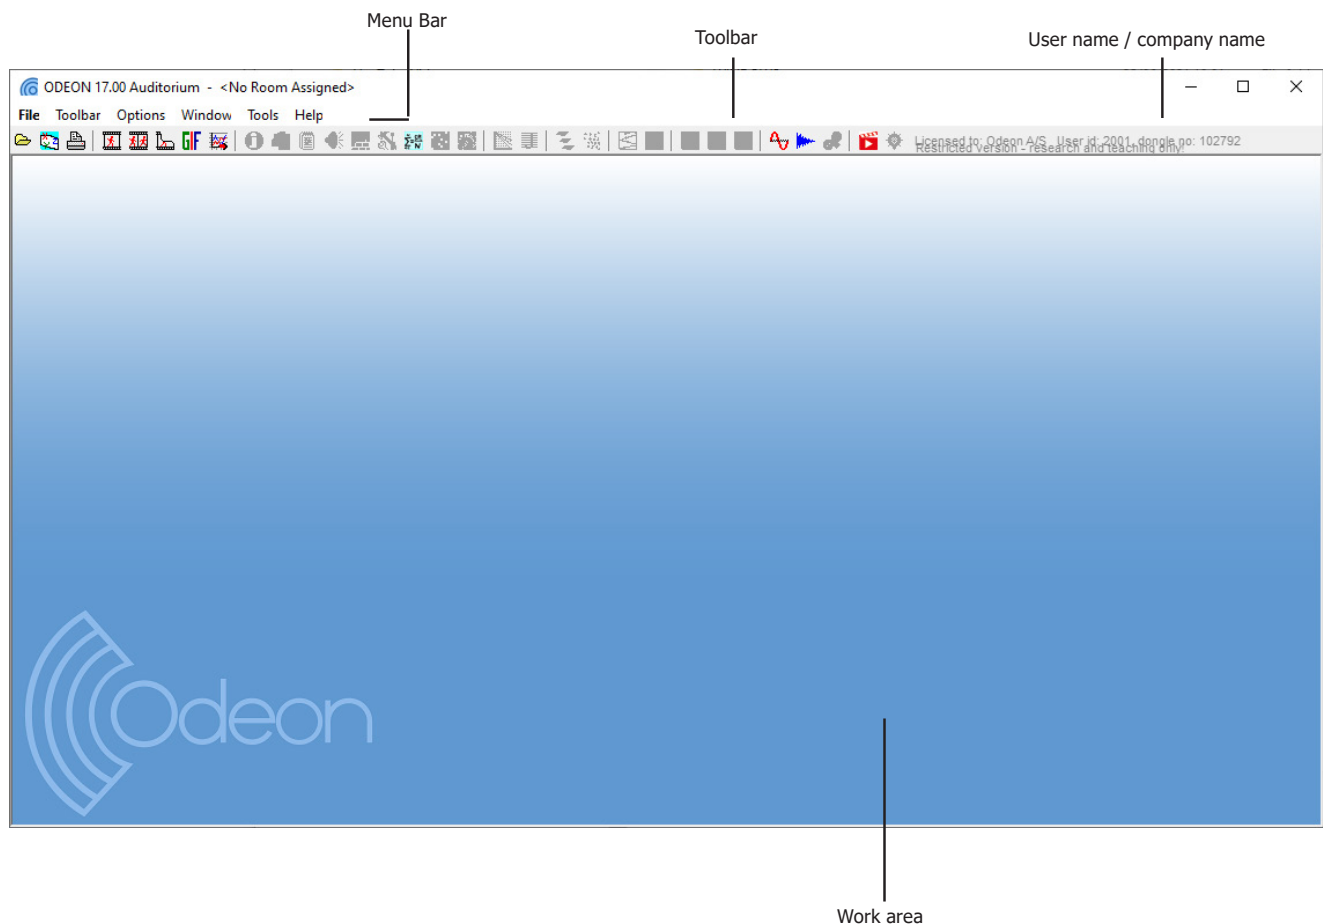 Menu Bar
Toolbar
User name / company name
ODEON 17.00 Auditorium - <No Room Assigned>
File Toolbar Options Window Tools Help
GIF
Licensed to: Odeon A/S User id: 2001, dongle no: 102792
Restricted version - research and teaching only!
Odeon
Work area